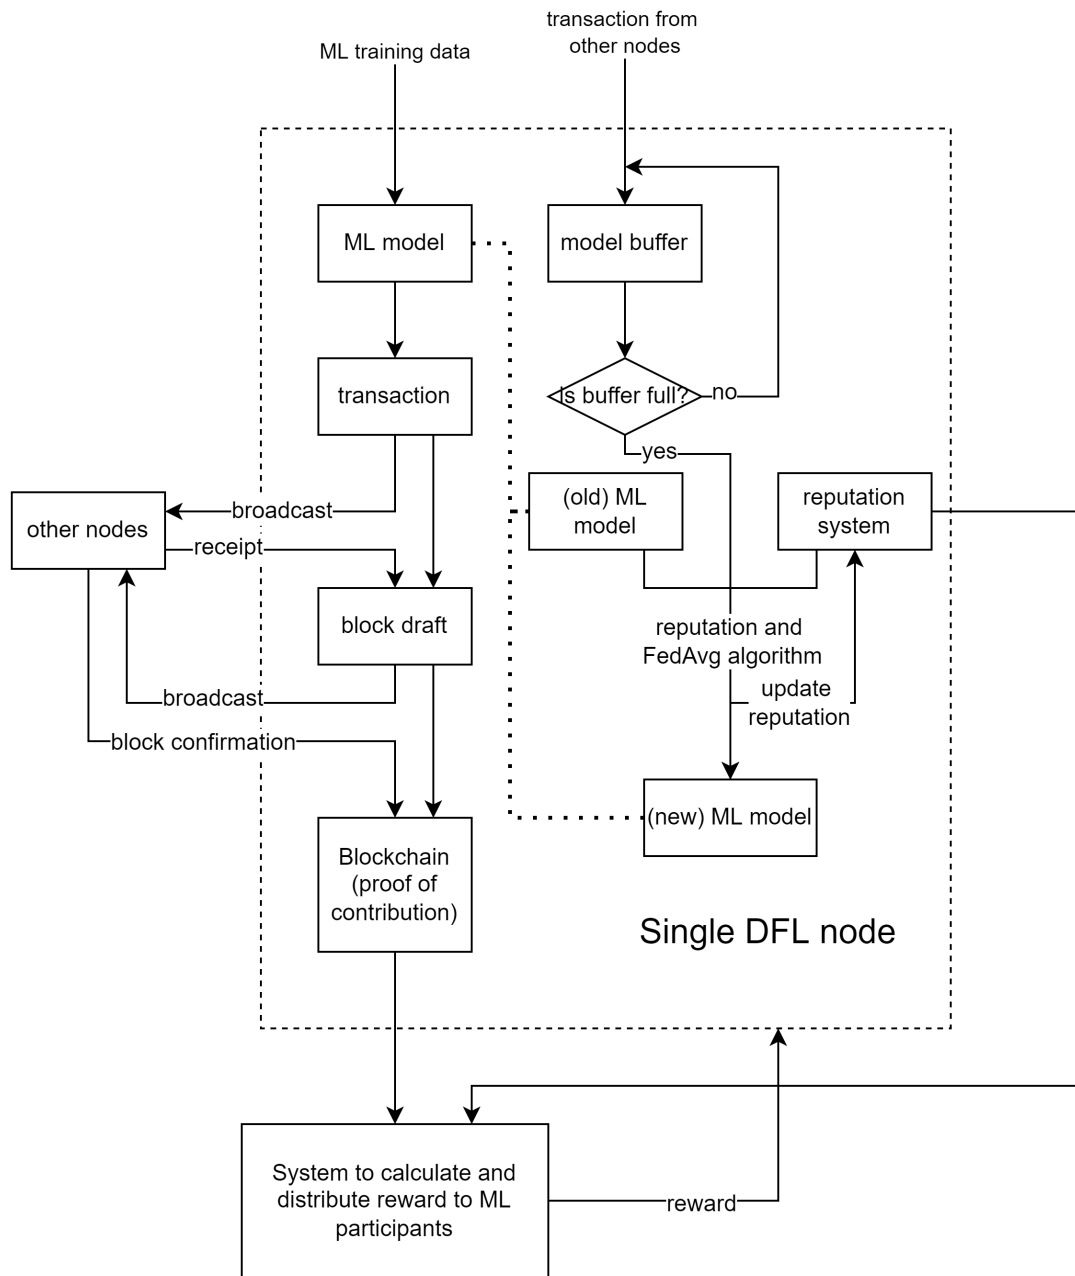 transaction from
other nodes
ML training data
ML model
model buffer
transaction
Is buffer full?
no
yes
(old) ML
model
reputation
system
other nodes
broadcast
receipt
block draft
reputation and
FedAvg algorithm
broadcast
update
reputation
block confirmation
(new) ML model
Blockchain
(proof of
contribution)
Single DFL node
System to calculate and
distribute reward to ML
participants
reward